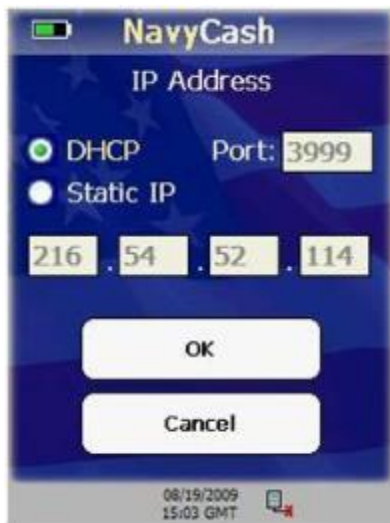 NavyCash
IP Address
DHCP Port: 3999
Static IP
216 . 54 . 52 . 114
OK
Cancel
08/19/2009
15:03 GMT